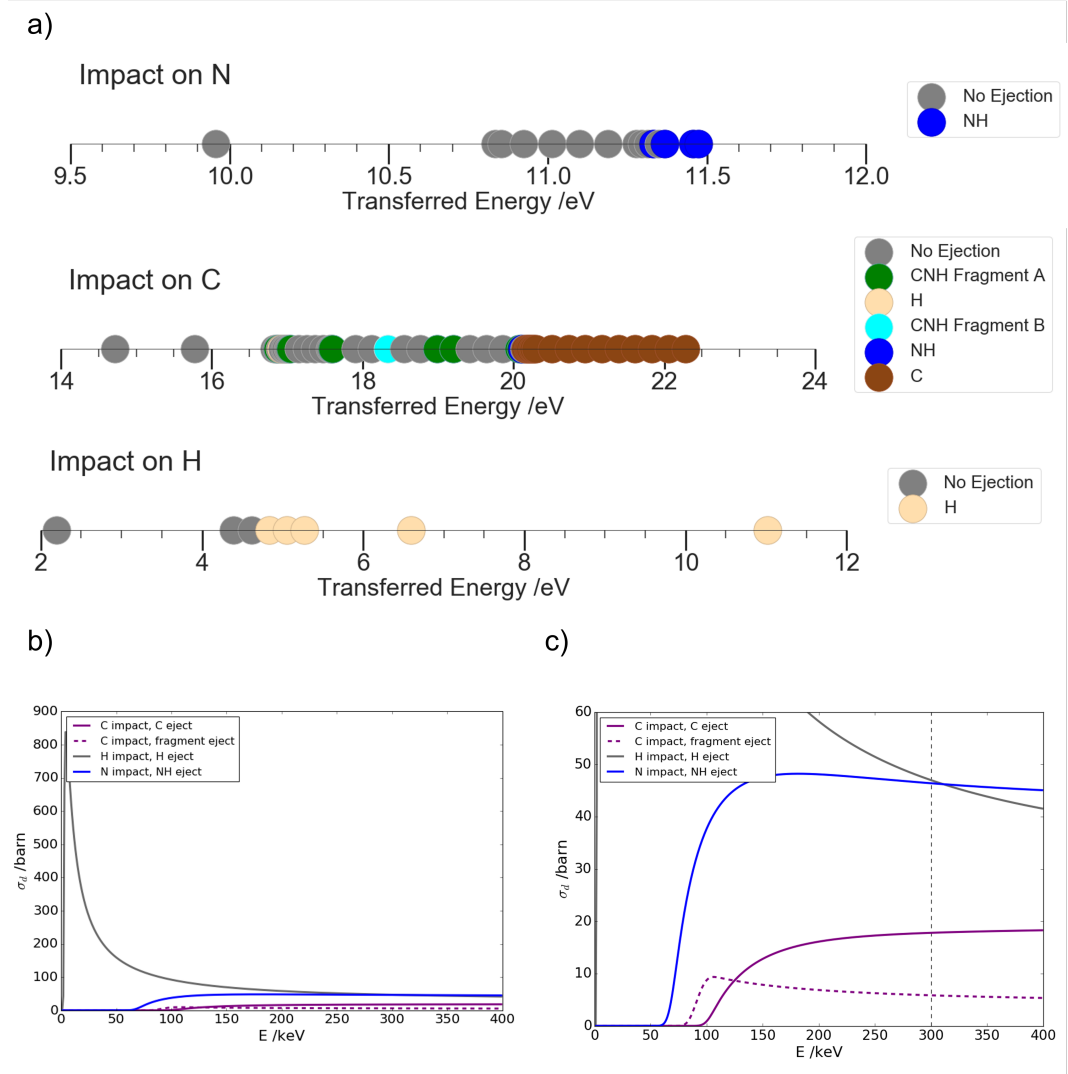 a)
Impact on N
No Ejection
NH
9.5 10.0 10.5 11.0 11.5 12.0
Transferred Energy /eV
Impact on C
No Ejection
CNH Fragment A
H
CNH Fragment B
NH
C
14 16 18 20 22 24
Transferred Energy /eV
Impact on H
No Ejection
H
2 4 6 8 10 12
Transferred Energy /eV
b)
900
800
700
600
500
400
300
200
100
0
σd /barn
C impact, C eject
C impact, fragment eject
H impact, H eject
N impact, NH eject
0 50 100 150 200 250 300 350 400
E /keV
c)
60
50
40
30
20
10
0
σd /barn
C impact, C eject
C impact, fragment eject
H impact, H eject
N impact, NH eject
0 50 100 150 200 250 300 350 400
E /keV